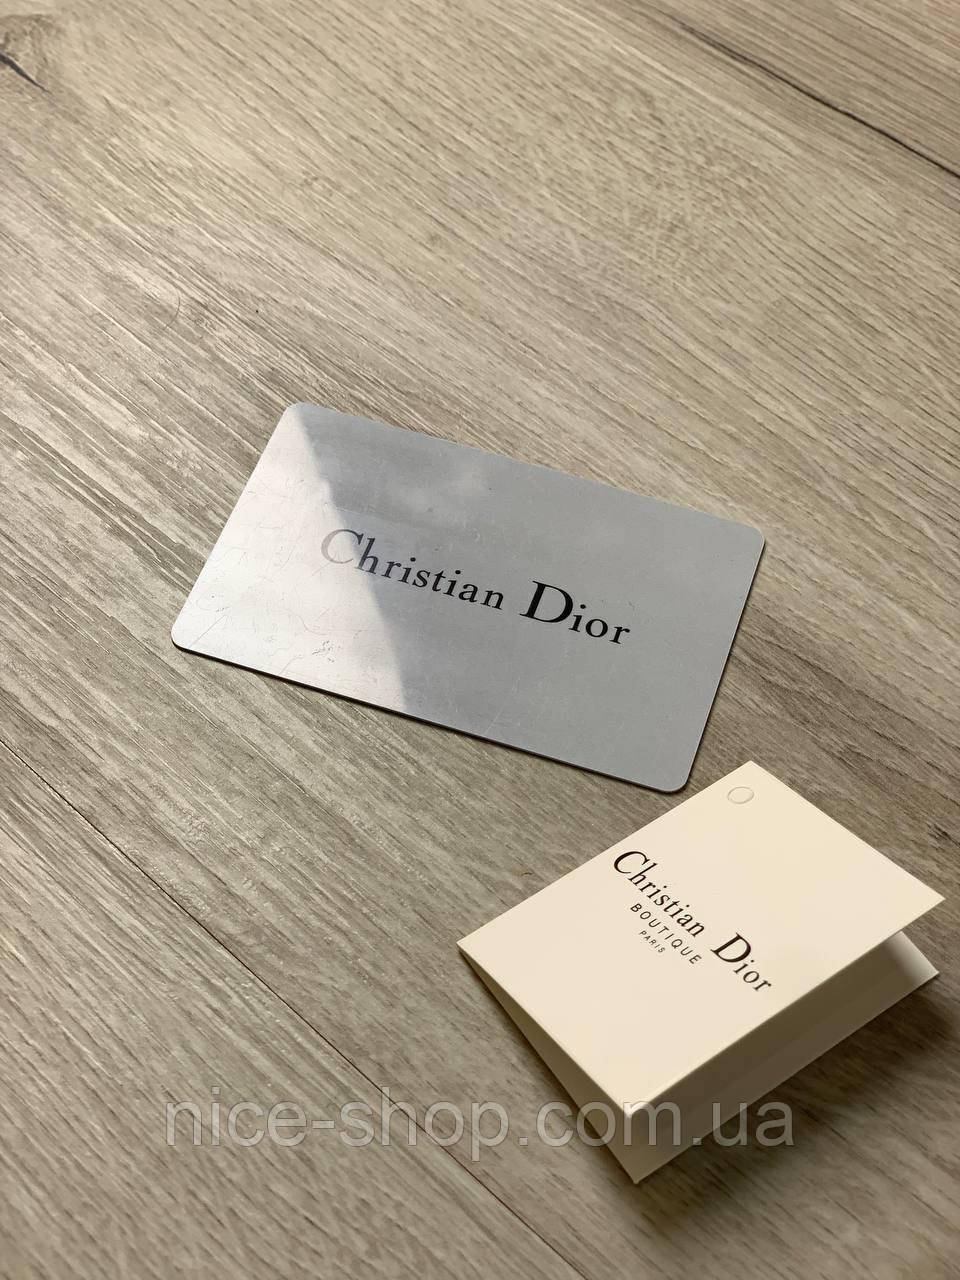 Christian Dior
Christian Dior
BOUTIQUE
PARIS
nice-shop.com.ua